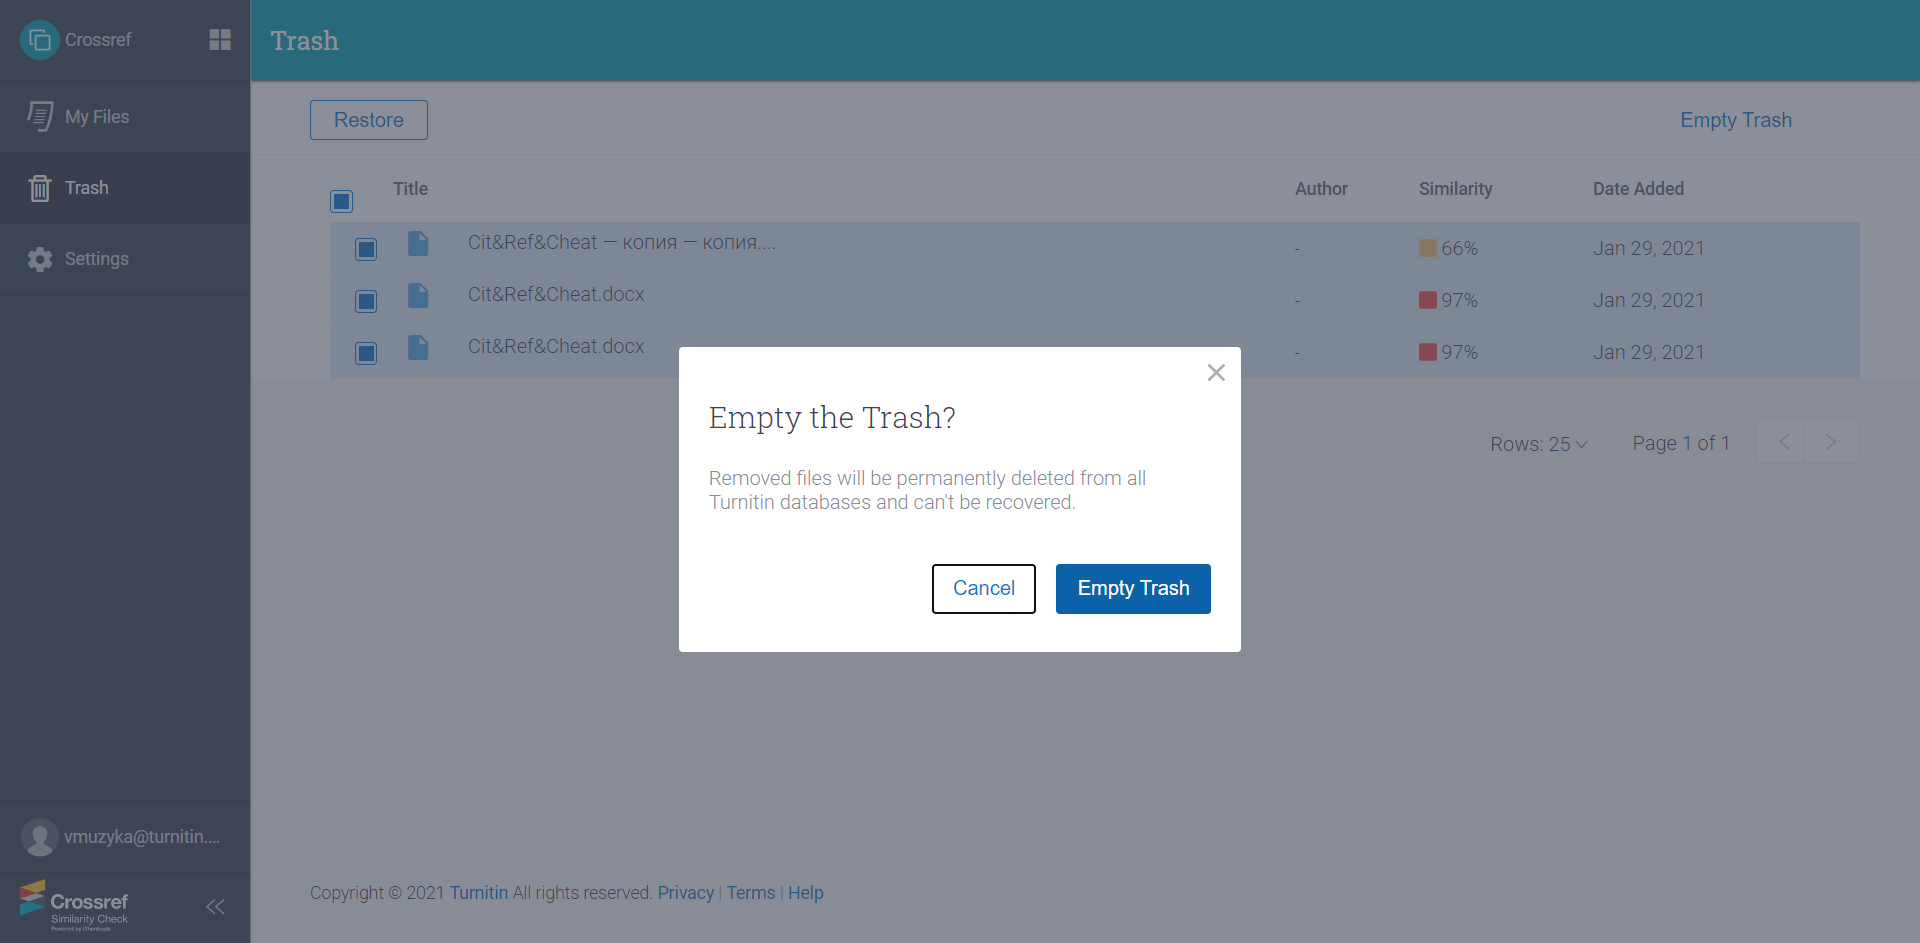 Crossref
Trash
My Files
Trash
Settings
Restore
Empty Trash
Title Author Similarity Date Added
Cit&Ref&Cheat — копия — копия.... - 66% Jan 29, 2021
Cit&Ref&Cheat.docx - 97% Jan 29, 2021
Cit&Ref&Cheat.docx - 97% Jan 29, 2021
Empty the Trash?
Removed files will be permanently deleted from all
Turnitin databases and can't be recovered.
Cancel Empty Trash
Rows: 25 Page 1 of 1
vmuzyka@turnitin....
Crossref
Similarity Check
Powered by iThenticate
Copyright © 2021 Turnitin All rights reserved. Privacy | Terms | Help